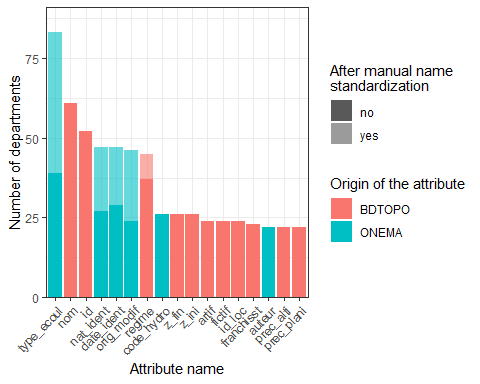 Number of departments
75
50
25
0
type_ecoul
nom
Id
nat_ident
date_ident
orig_modif
regime
code_hydro
z_fin
z_ini
artif
fictif
Id_loc
franchisst
auteur
prec_alti
prec_plani
Attribute name
After manual name
standardization
no
yes
Origin of the attribute
BDTOPO
ONEMA